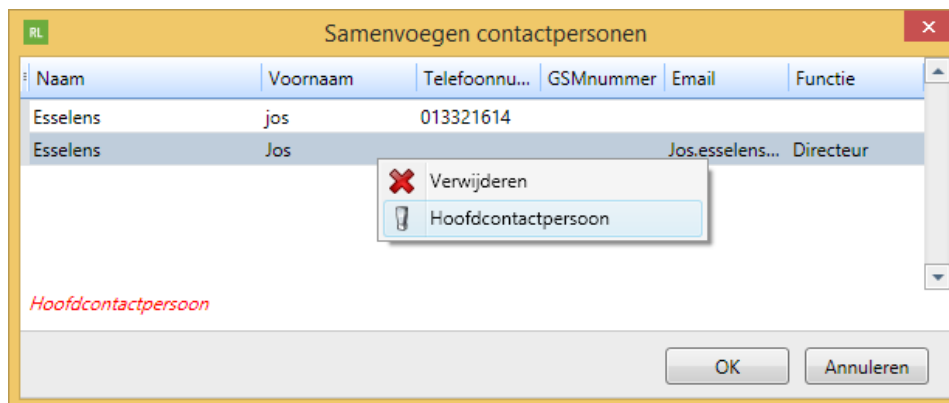 RL Samenvoegen contactpersonen ×
Naam Voornaam Telefoonnu... GSMnummer Email Functie
Esselens jos 013321614
Esselens Jos Jos.esselens... Directeur
Verwijderen
Hoofdcontactpersoon
Hoofdcontactpersoon
OK Annuleren